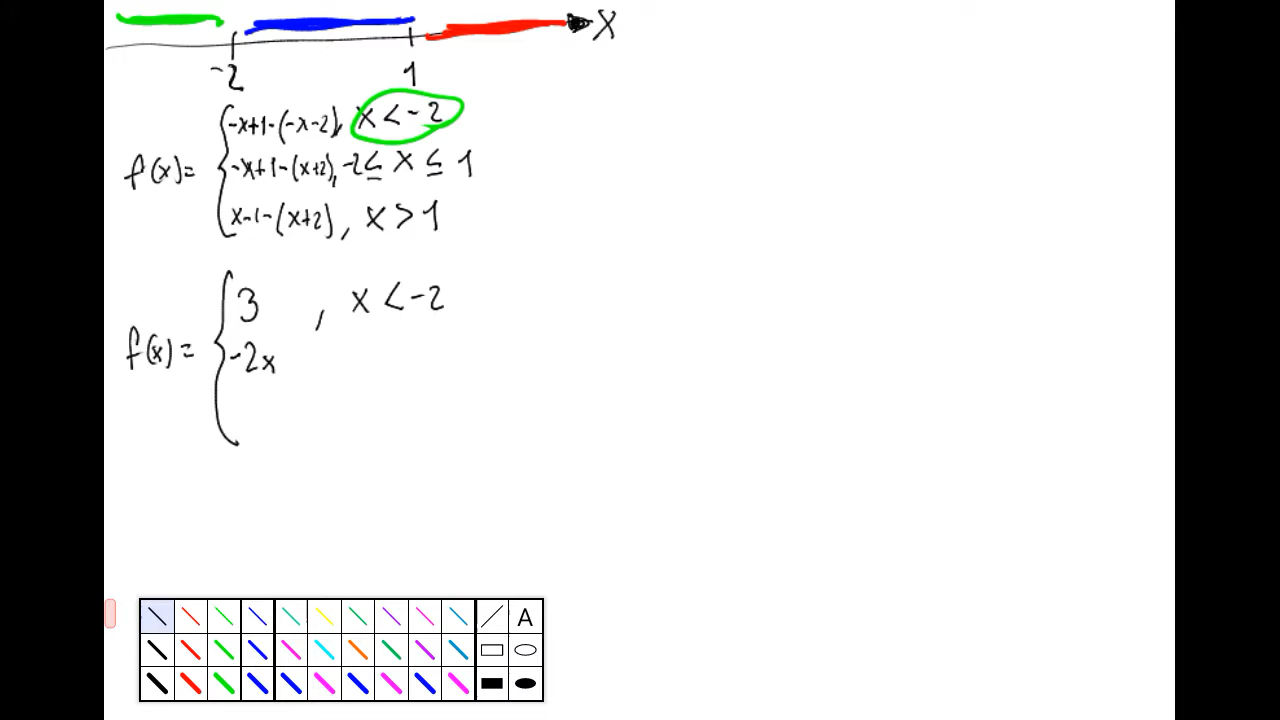 X
-2 1
-x+1-(-x-2), x < -2
f(x)= -x+1-(x+2), -2 ≤ x ≤ 1
x-1-(x+2), x > 1
3 , x < -2
f(x)= -2x
A